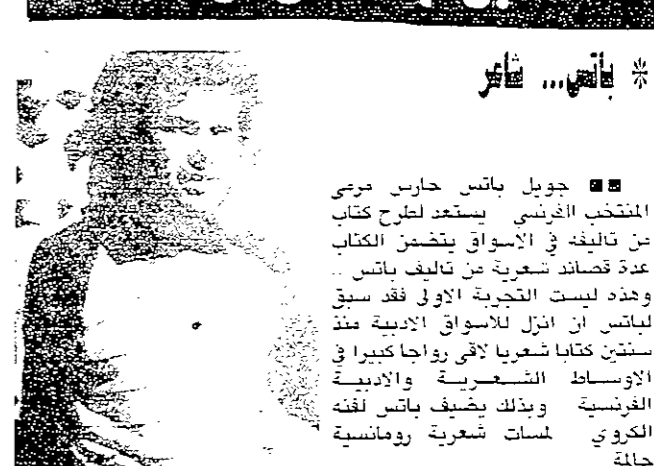 * باتس... شاعر
■■ جويل باتس حارس مرمى
المنتخب الفرنسي يستعد لطرح كتاب
من تاليفه في الاسواق يتضمن الكتاب
عدة قصائد شعرية من تاليف باتس ..
وهذه ليست التجربة الاولى فقد سبق
لباتس ان انزل للاسواق الادبية منذ
سنتين كتابا شعريا لاقى رواجا كبيرا في
الاوساط الشعرية والادبية
الفرنسية وبذلك يضيف باتس لفنه
الكروي لمسات شعرية رومانسية
حالمة